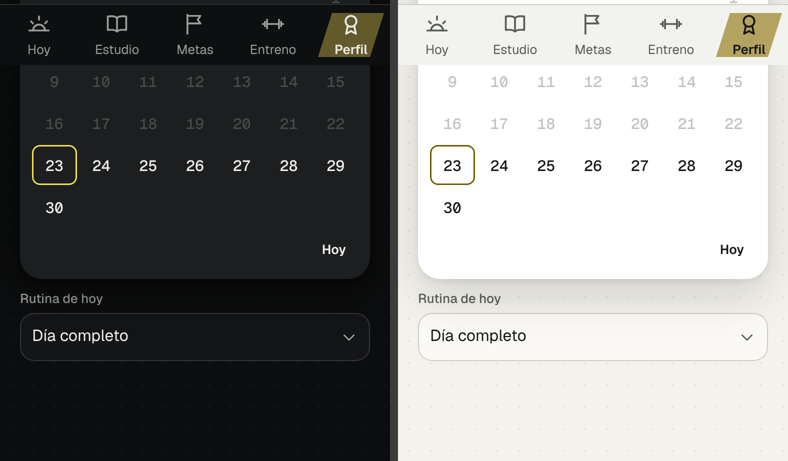 Hoy Estudio Metas Entreno Perfil
9 10 11 12 13 14 15
16 17 18 19 20 21 22
23 24 25 26 27 28 29
30
Hoy
Rutina de hoy
Día completo
Hoy Estudio Metas Entreno Perfil
9 10 11 12 13 14 15
16 17 18 19 20 21 22
23 24 25 26 27 28 29
30
Hoy
Rutina de hoy
Día completo